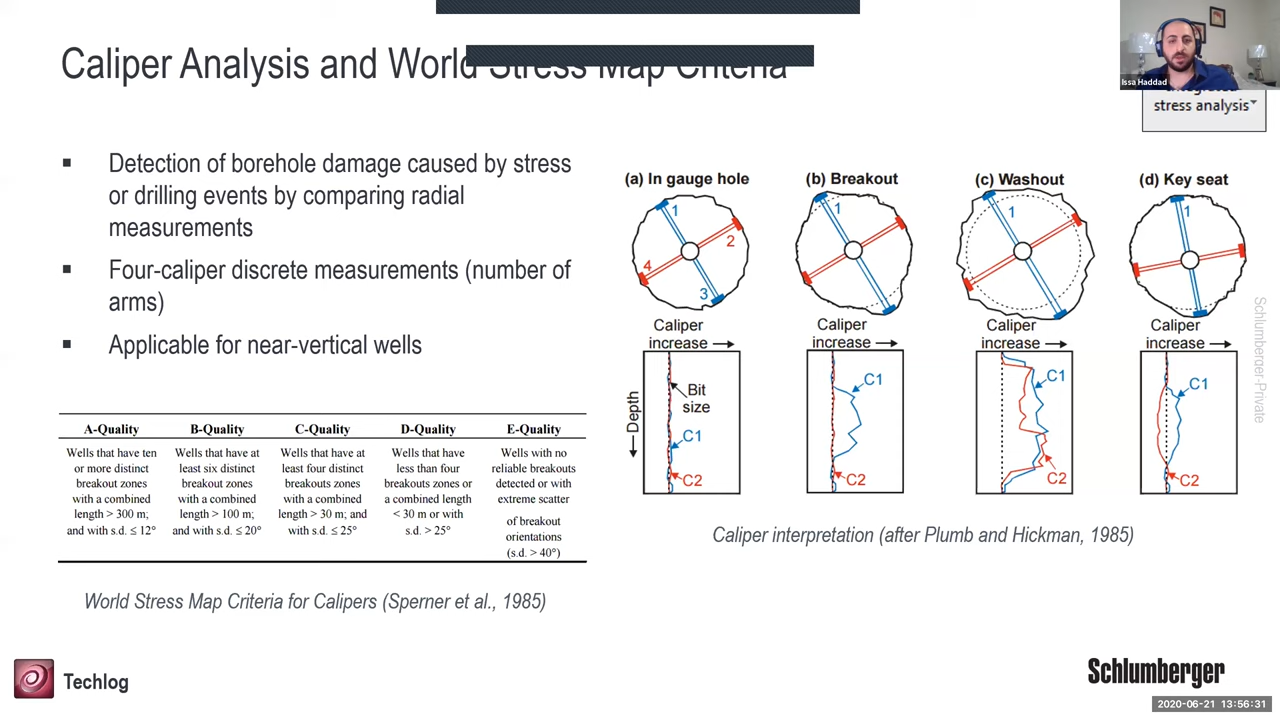 Caliper Analysis and World Stress Map Criteria
Issa Haddad
stress analysis
▪ Detection of borehole damage caused by stress
or drilling events by comparing radial
measurements
▪ Four-caliper discrete measurements (number of
arms)
▪ Applicable for near-vertical wells
(a) In gauge hole
1
2
4
3
Caliper
increase
Depth
Bit
size
C1
C2
(b) Breakout
1
Caliper
increase
C1
C2
(c) Washout
1
Caliper
increase
C1
C2
(d) Key seat
1
Caliper
increase
C1
C2
Caliper interpretation (after Plumb and Hickman, 1985)
A-Quality
Wells that have ten
or more distinct
breakout zones
with a combined
length > 300 m;
and with s.d. ≤ 12°
B-Quality
Wells that have at
least six distinct
breakout zones
with a combined
length > 100 m;
and with s.d. ≤ 20°
C-Quality
Wells that have at
least four distinct
breakouts zones
with a combined
length > 30 m; and
with s.d. ≤ 25°
D-Quality
Wells that have
less than four
breakouts zones or
a combined length
< 30 m or with
s.d. > 25°
E-Quality
Wells with no
reliable breakouts
detected or with
extreme scatter
of breakout
orientations
(s.d. > 40°)
World Stress Map Criteria for Calipers (Sperner et al., 1985)
Schlumberger-Private
Techlog
Schlumberger
2020-06-21 13:56:31